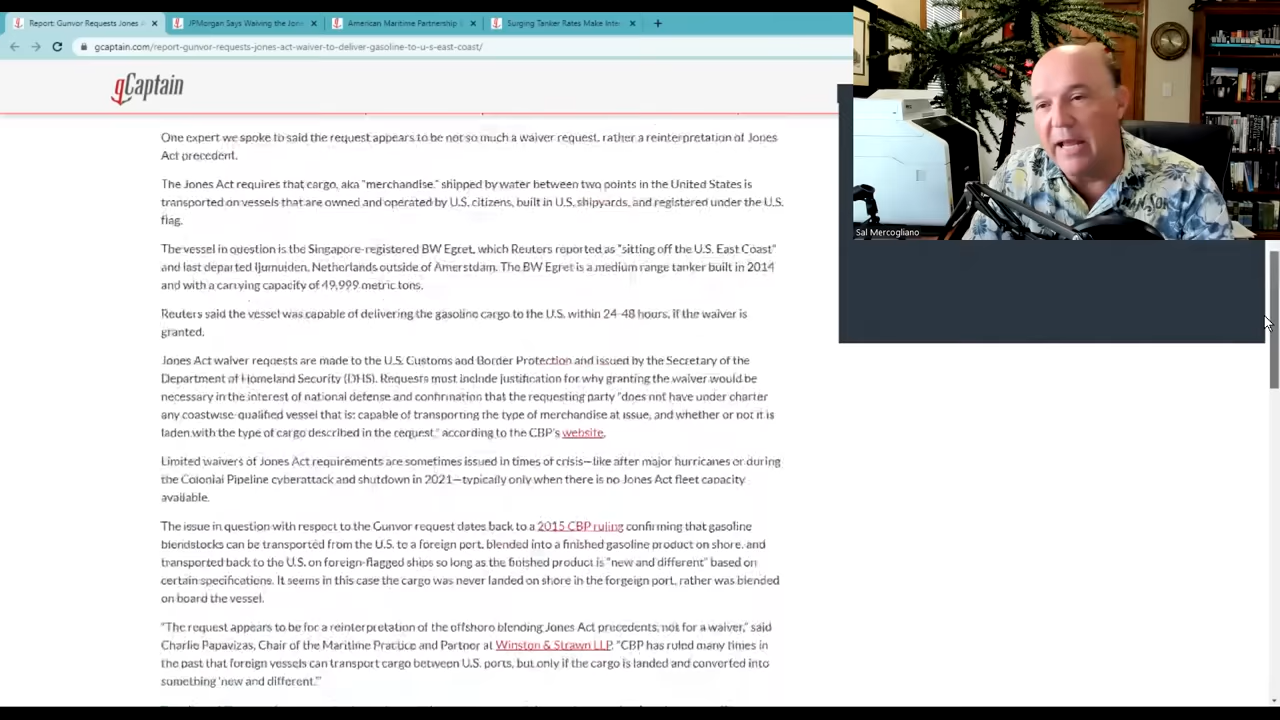 Report: Gunvor Requests Jones A
JPMorgan Says Waiving the Jon
American Maritime Partnership
Surging Tanker Rates Make Inter
gcaptain.com/report-gunvor-requests-jones-act-waiver-to-deliver-gasoline-to-u-s-east-coast/
gCaptain
One expert we spoke to said the request appears to be not so much a waiver request, rather a reinterpretation of Jones
Act precedent.
The Jones Act requires that cargo, aka "merchandise." shipped by water between two points in the United States is
transported on vessels that are owned and operated by U.S. citizens, built in U.S. shipyards, and registered under the U.S.
flag.
The vessel in question is the Singapore-registered BW Egret, which Reuters reported as "sitting off the U.S. East Coast"
and last departed Ijumuiden, Netherlands outside of Amerstdam. The BW Egret is a medium range tanker built in 2014
and with a carrying capacity of 49,999 metric tons.
Reuters said the vessel was capable of delivering the gasoline cargo to the U.S. within 24-48 hours, if the waiver is
granted.
Jones Act waiver requests are made to the U.S. Customs and Border Protection and issued by the Secretary of the
Department of Homeland Security (DHS). Requests must include justification for why granting the waiver would be
necessary in the interest of national defense and confirmation that the requesting party "does not have under charter
any coastwise-qualified vessel that is: capable of transporting the type of merchandise at issue, and whether or not it is
laden with the type of cargo described in the request," according to the CBP's website.
Limited waivers of Jones Act requirements are sometimes issued in times of crisis—like after major hurricanes or during
the Colonial Pipeline cyberattack and shutdown in 2021—typically only when there is no Jones Act fleet capacity
available.
The issue in question with respect to the Gunvor request dates back to a 2015 CBP ruling confirming that gasoline
blendstocks can be transported from the U.S. to a foreign port, blended into a finished gasoline product on shore, and
transported back to the U.S. on foreign-flagged ships so long as the finished product is "new and different" based on
certain specifications. It seems in this case the cargo was never landed on shore in the forgeign port, rather was blended
on board the vessel.
"The request appears to be for a reinterpretation of the offshoro blending Jones Act precedents, not for a waiver," said
Charlie Papavizas, Chair of the Maritime Practice and Partner at Winston & Strawn LLP. "CBP has ruled many times in
the past that foreign vessels can transport cargo between U.S. ports, but only if the cargo is landed and converted into
something 'new and different.'"
Sal Mercogliano